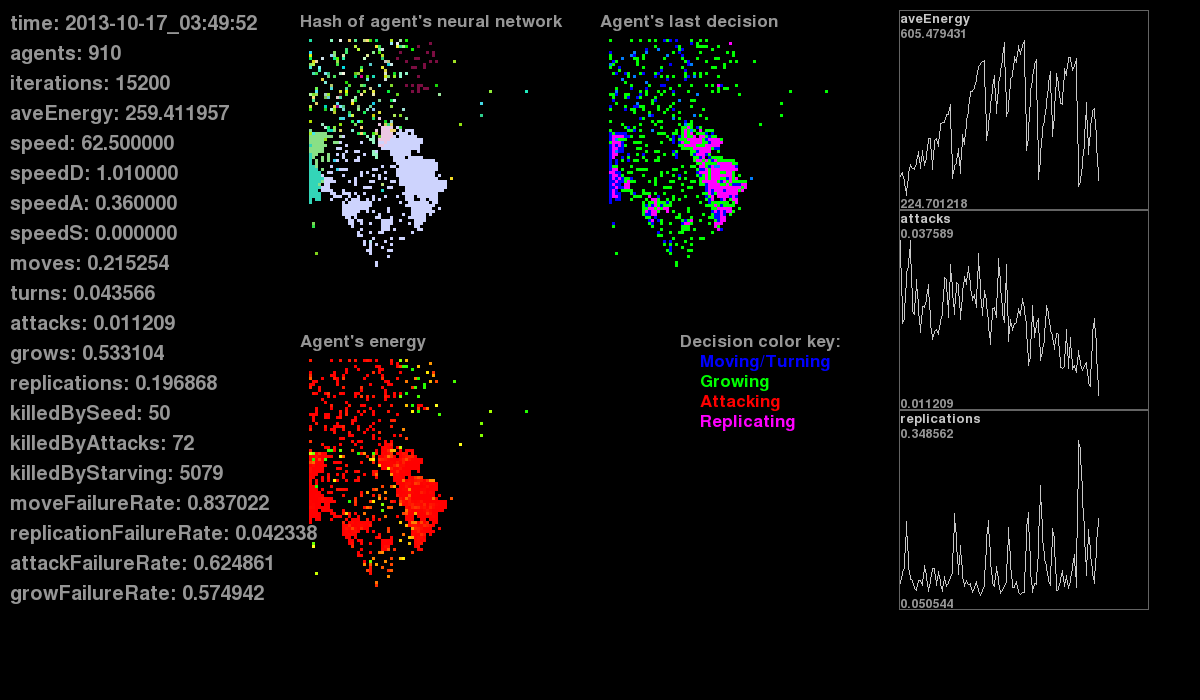 time: 2013-10-17_03:49:52
agents: 910
iterations: 15200
aveEnergy: 259.411957
speed: 62.500000
speedD: 1.010000
speedA: 0.360000
speedS: 0.000000
moves: 0.215254
turns: 0.043566
attacks: 0.011209
grows: 0.533104
replications: 0.196868
killedBySeed: 50
killedByAttacks: 72
killedByStarving: 5079
moveFailureRate: 0.837022
replicationFailureRate: 0.042338
attackFailureRate: 0.624861
growFailureRate: 0.574942
Hash of agent's neural network
Agent's last decision
Agent's energy
Decision color key:
Moving/Turning
Growing
Attacking
Replicating
aveEnergy
605.479431
224.701218
attacks
0.037589
0.011209
replications
0.348562
0.050544